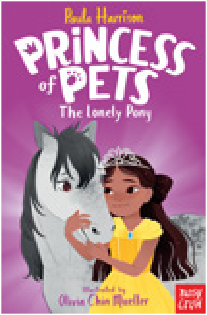 Paula Harrison
PRINCESS
of PETS
The Lonely Pony
Illustrated by
Olivia Chin Mueller
nosy
crow